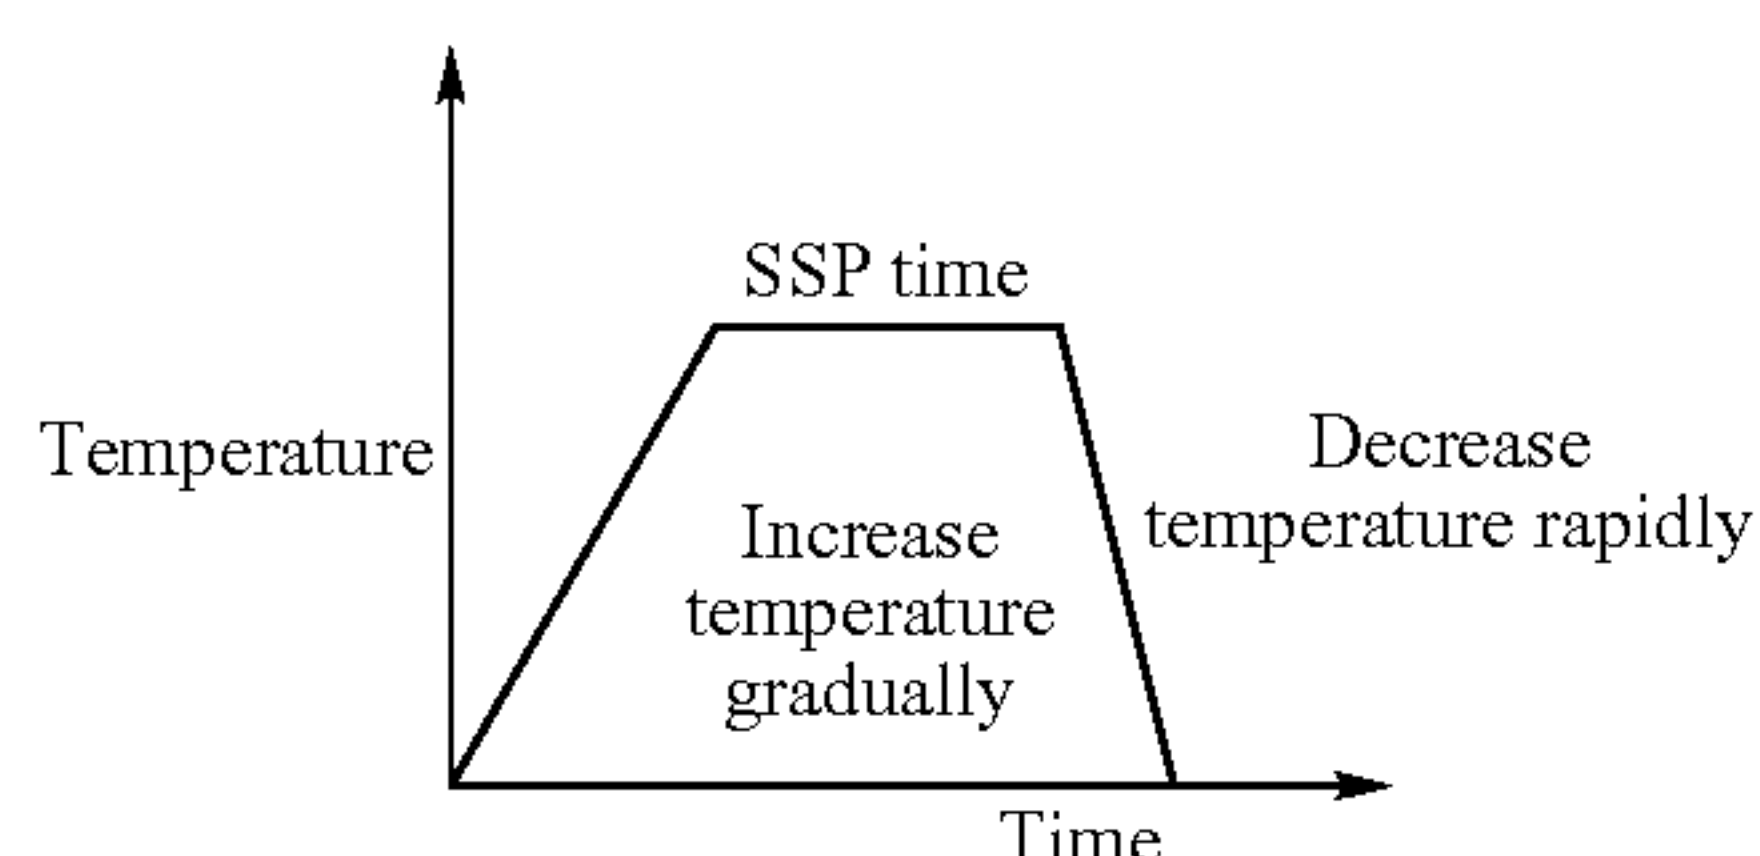 SSP time
Temperature
Increase
temperature
gradually
Decrease
temperature rapidly
Time